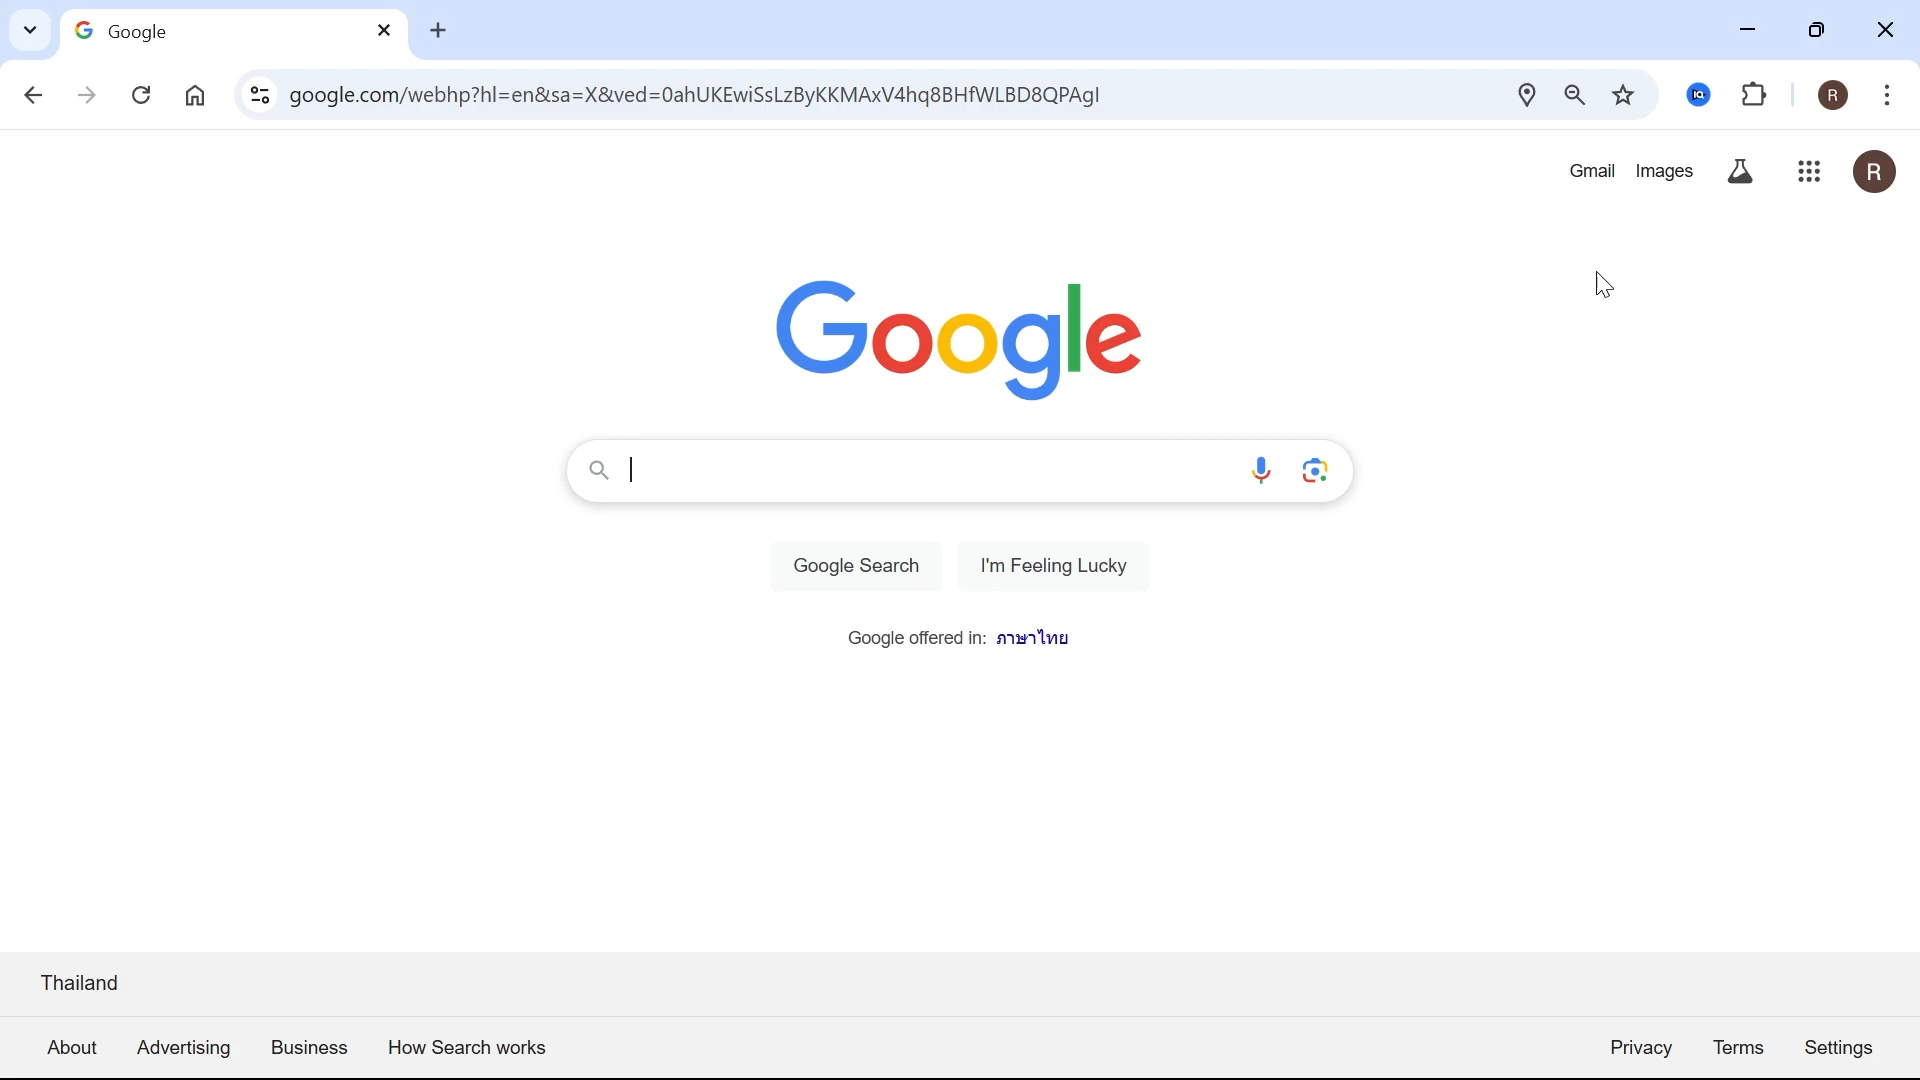 Google
google.com/webhp?hl=en&sa=X&ved=0ahUKEwiSsLzByKKMAxV4hq8BHfWLBD8QPAgI
IQ
R
Gmail Images
R
Google
Google Search I'm Feeling Lucky
Google offered in: ภาษาไทย
Thailand
About Advertising Business How Search works Privacy Terms Settings